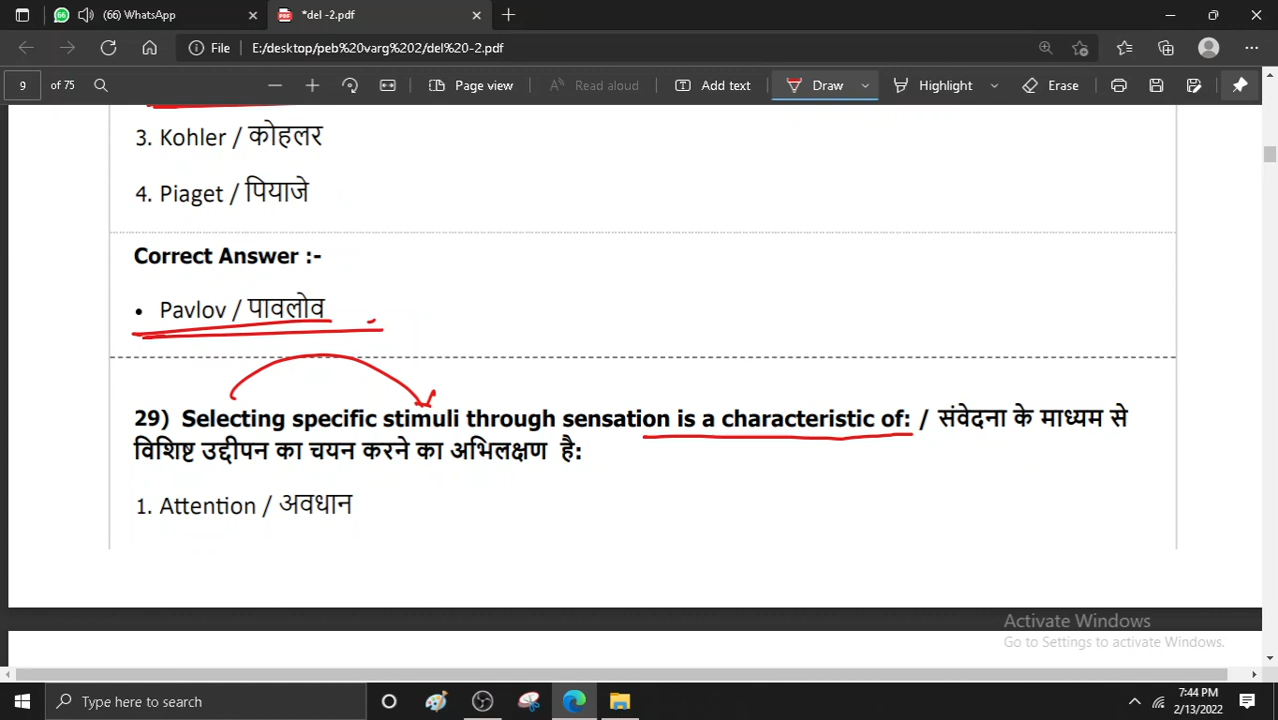 (66) WhatsApp
*del -2.pdf
File E:/desktop/peb%20varg%202/del%20-2.pdf
9 of 75 Page view Read aloud Add text Draw Highlight Erase
3. Kohler / कोहलर
4. Piaget / पियाजे
Correct Answer :-
• Pavlov / पावलोव
29) Selecting specific stimuli through sensation is a characteristic of: / संवेदना के माध्यम से
विशिष्ट उद्दीपन का चयन करने का अभिलक्षण है:
1. Attention / अवधान
Activate Windows
Go to Settings to activate Windows.
Type here to search
7:44 PM
2/13/2022